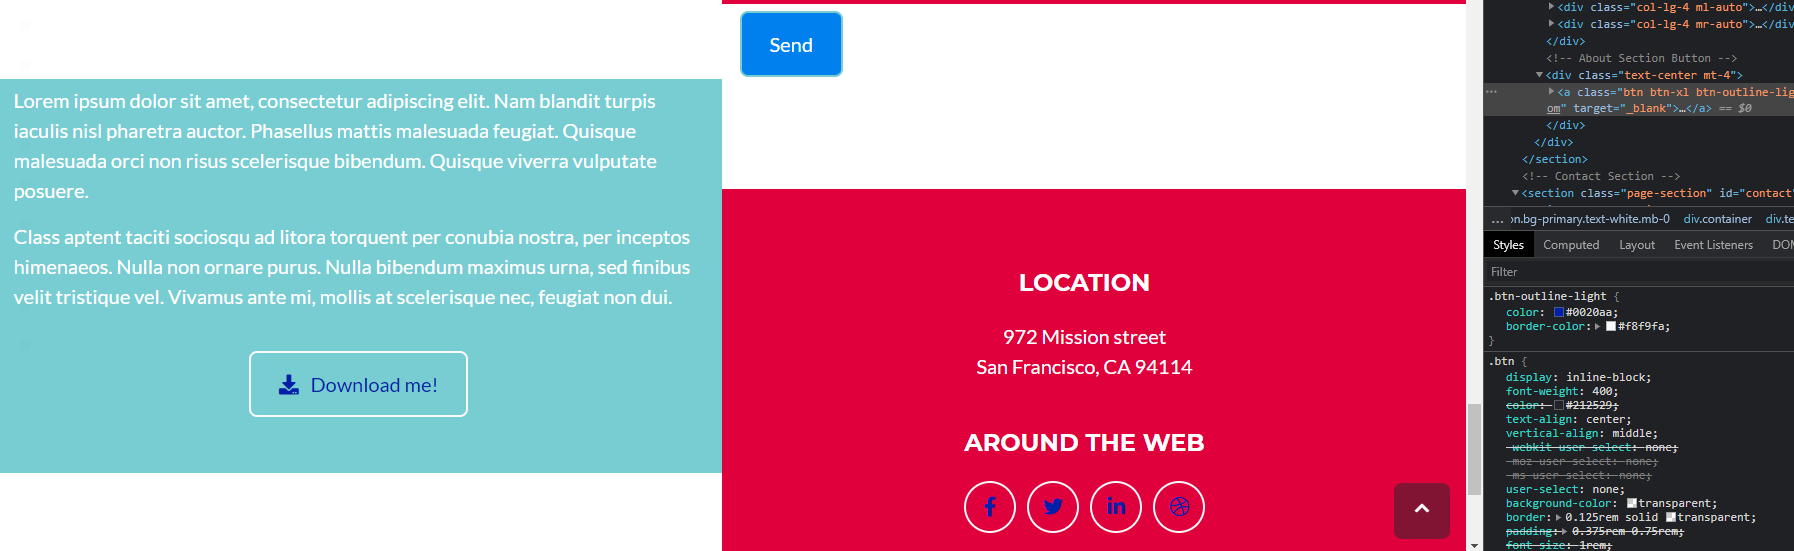 Lorem ipsum dolor sit amet, consectetur adipiscing elit. Nam blandit turpis
iaculis nisl pharetra auctor. Phasellus mattis malesuada feugiat. Quisque
malesuada orci non risus scelerisque bibendum. Quisque viverra vulputate
posuere.
Class aptent taciti sociosqu ad litora torquent per conubia nostra, per inceptos
himenaeos. Nulla non ornare purus. Nulla bibendum maximus urna, sed finibus
velit tristique vel. Vivamus ante mi, mollis at scelerisque nec, feugiat non dui.
Download me!
Send
LOCATION
972 Mission street
San Francisco, CA 94114
AROUND THE WEB
<div class="col-lg-4 ml-auto">…</div>
<div class="col-lg-4 mr-auto">…</div>
</div>
<!-- About Section Button -->
<div class="text-center mt-4">
<a class="btn btn-xl btn-outline-lig
om" target="_blank">…</a> == $0
</div>
</div>
</section>
<!-- Contact Section -->
<section class="page-section" id="contact"
… on.bg-primary.text-white.mb-0 div.container div.te
Styles Computed Layout Event Listeners DOM
Filter
.btn-outline-light {
color: #0020aa;
border-color: #f8f9fa;
}
.btn {
display: inline-block;
font-weight: 400;
color: #212529;
text-align: center;
vertical-align: middle;
-webkit-user-select: none;
-moz-user-select: none;
-ms-user-select: none;
user-select: none;
background-color: transparent;
border: 0.125rem solid transparent;
padding: 0.375rem 0.75rem;
font-size: 1rem;